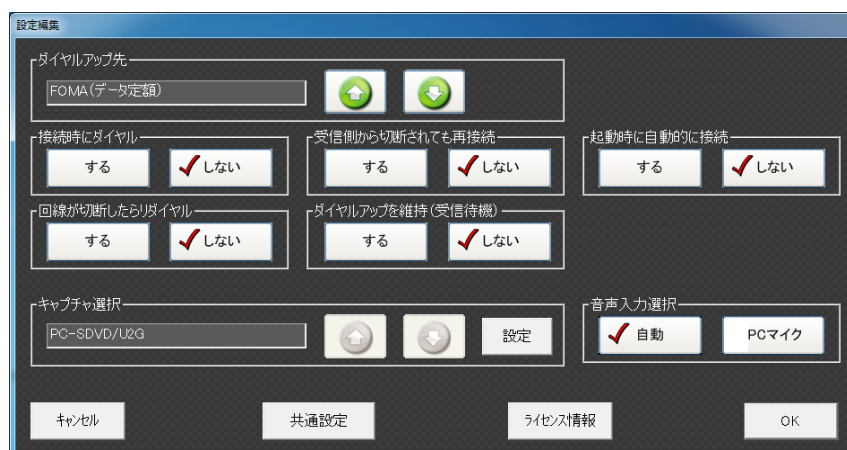 設定編集
ダイヤルアップ先
FOMA(データ定額)
接続時にダイヤル
する
しない
受信側から切断されても再接続
する
しない
起動時に自動的に接続
する
しない
回線が切断したらリダイヤル
する
しない
ダイヤルアップを維持(受信待機)
する
しない
キャプチャ選択
PC-SDVD/U2G
設定
音声入力選択
自動
PCマイク
キャンセル
共通設定
ライセンス情報
OK